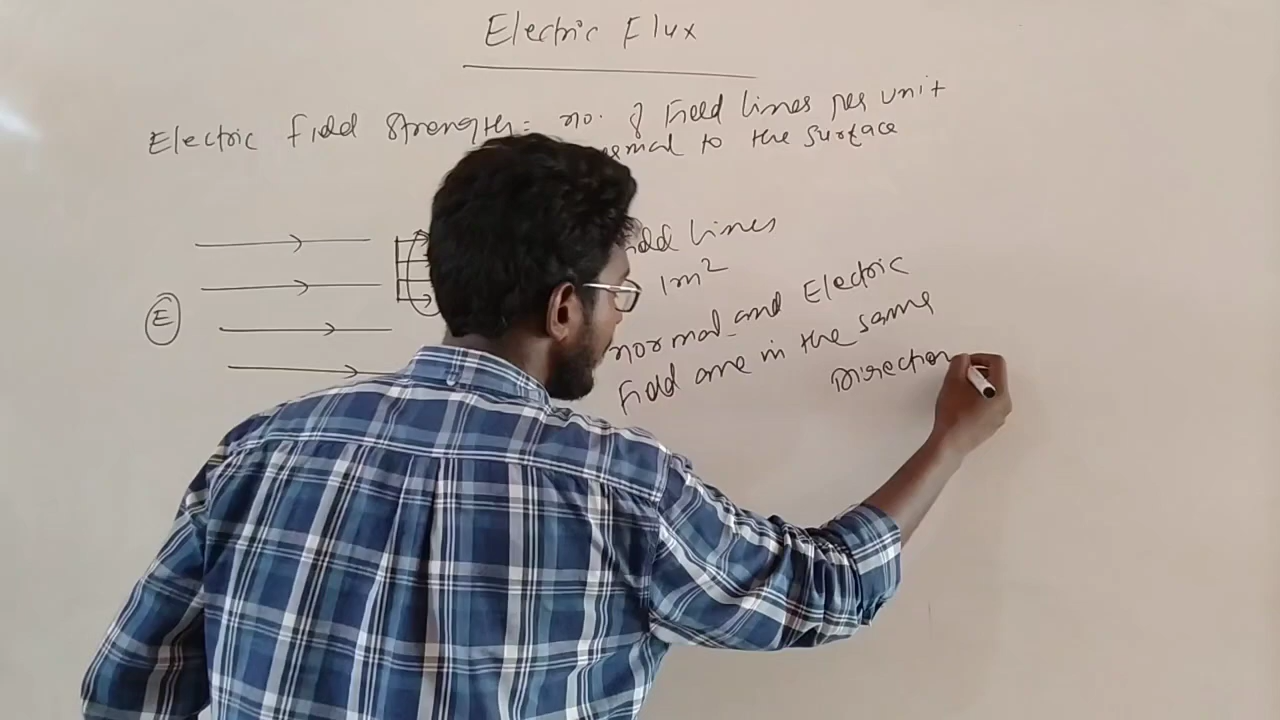 Electric Flux
Electric field strength = no. of field lines per unit
normal to the surface
field lines
1m²
E
normal and Electric
field are in the same
Direction